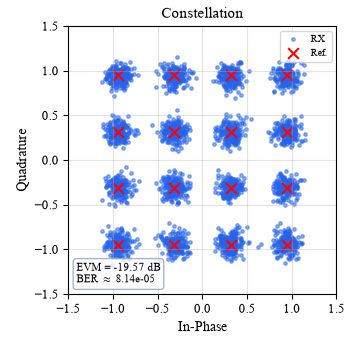 Constellation
1.5
1.0
0.5
0.0
−0.5
−1.0
−1.5
Quadrature
RX
Ref.
EVM = -19.57 dB
BER ≈ 8.14e-05
−1.5 −1.0 −0.5 0.0 0.5 1.0 1.5
In-Phase